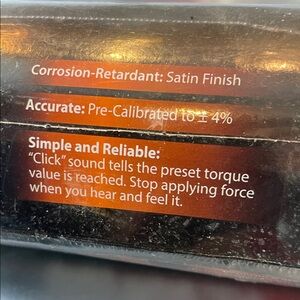 Corrosion-Retardant: Satin Finish
Accurate: Pre-Calibrated to ± 4%
Simple and Reliable:
"Click" sound tells the preset torque
value is reached. Stop applying force
when you hear and feel it.